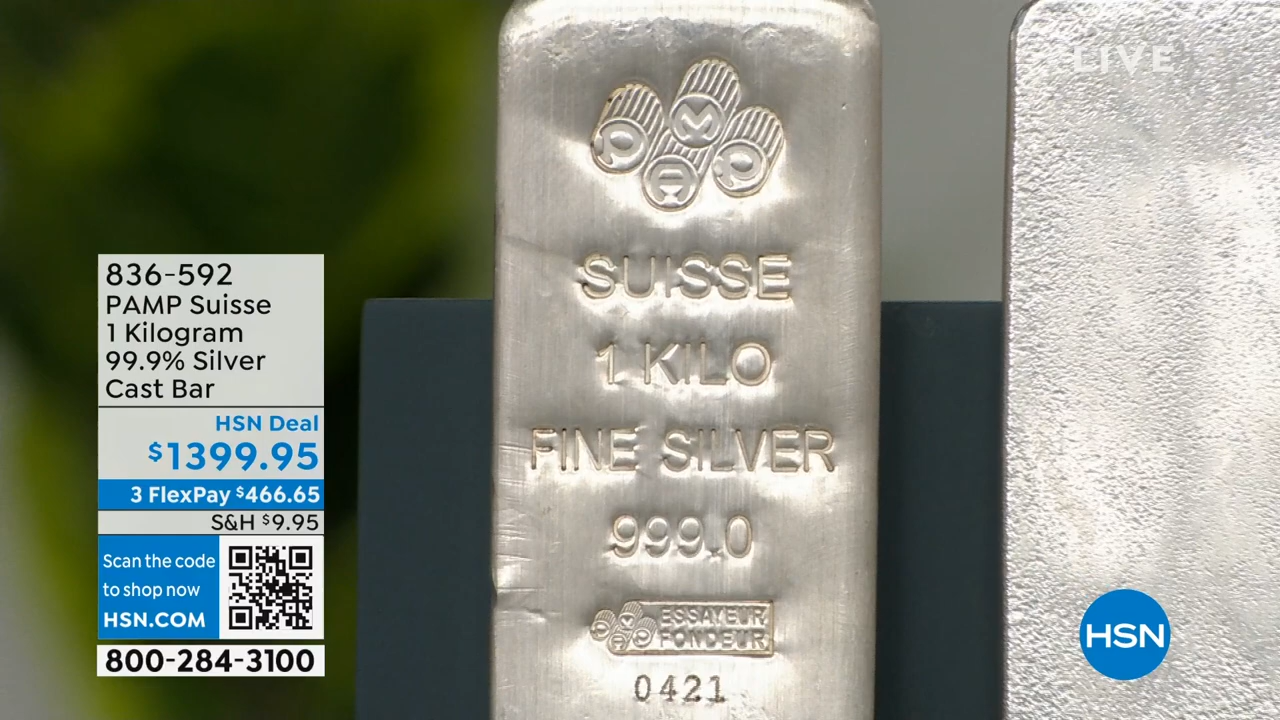 LIVE
836-592
PAMP Suisse
1 Kilogram
99.9% Silver
Cast Bar
HSN Deal
$1399.95
3 FlexPay $466.65
S&H $9.95
Scan the code
to shop now
HSN.COM
800-284-3100
PAMP
SUISSE
1 KILO
FINE SILVER
999.0
PAMP
ESSAYEUR
FONDEUR
0421
HSN